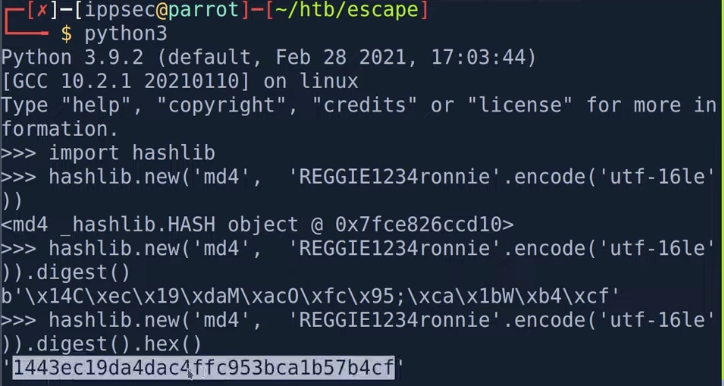 ┌─[✗]─[ippsec@parrot]─[~/htb/escape]
└──╼ $ python3
Python 3.9.2 (default, Feb 28 2021, 17:03:44)
[GCC 10.2.1 20210110] on linux
Type "help", "copyright", "credits" or "license" for more in
formation.
>>> import hashlib
>>> hashlib.new('md4',  'REGGIE1234ronnie'.encode('utf-16le'
))
<md4 _hashlib.HASH object @ 0x7fce826ccd10>
>>> hashlib.new('md4',  'REGGIE1234ronnie'.encode('utf-16le'
)).digest()
b'\x14C\xec\x19\xdaM\xacO\xfc\x95;\xca\x1bW\xb4\xcf'
>>> hashlib.new('md4',  'REGGIE1234ronnie'.encode('utf-16le'
)).digest().hex()
'1443ec19da4dac4ffc953bca1b57b4cf'